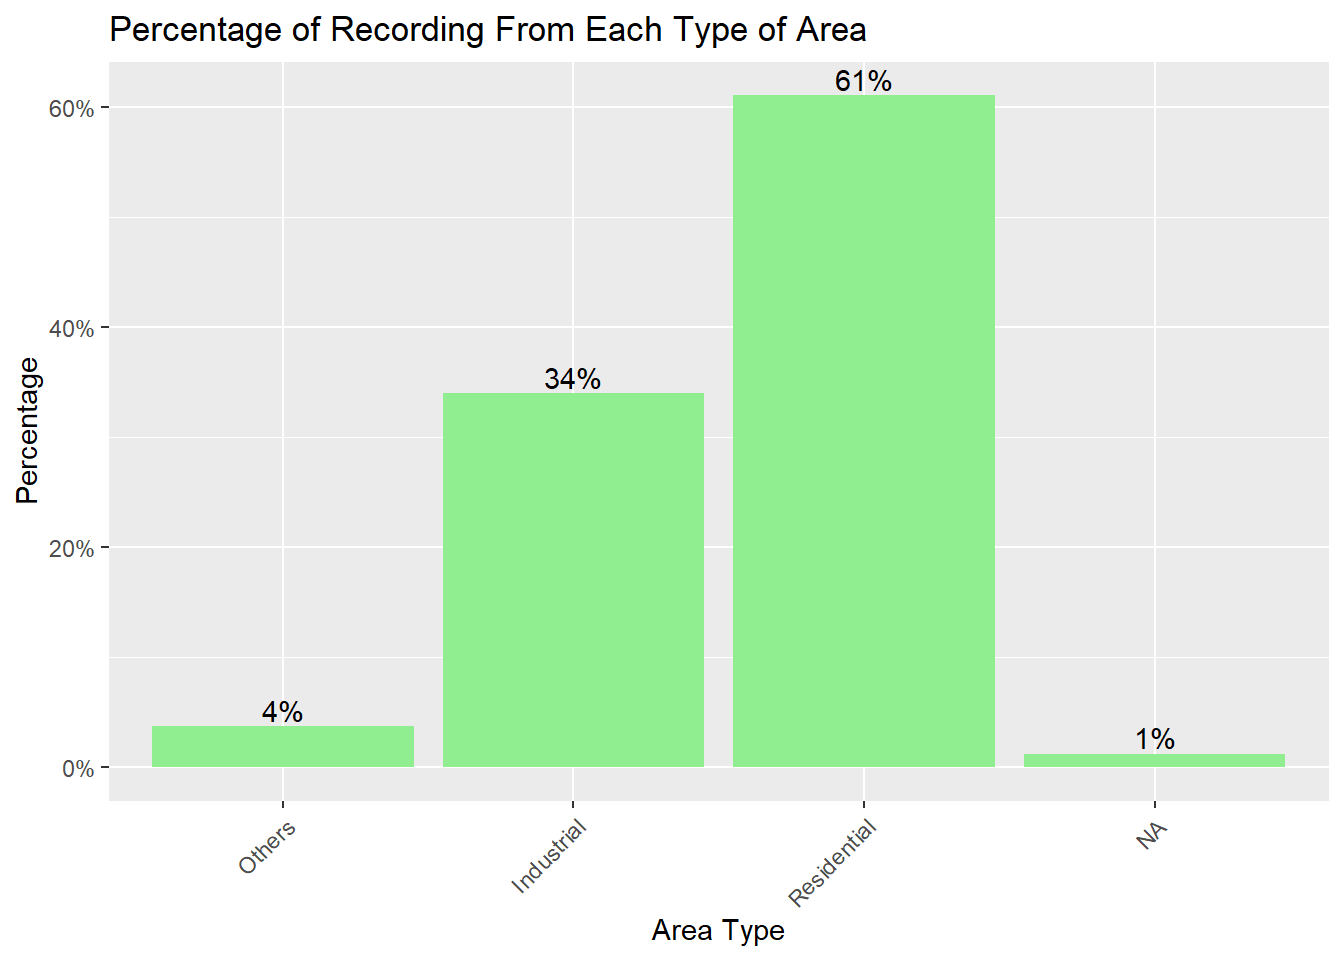 Percentage of Recording From Each Type of Area
61%
60%
40%
34%
20%
4%
1%
0%
Percentage
Others
Industrial
Residential
NA
Area Type